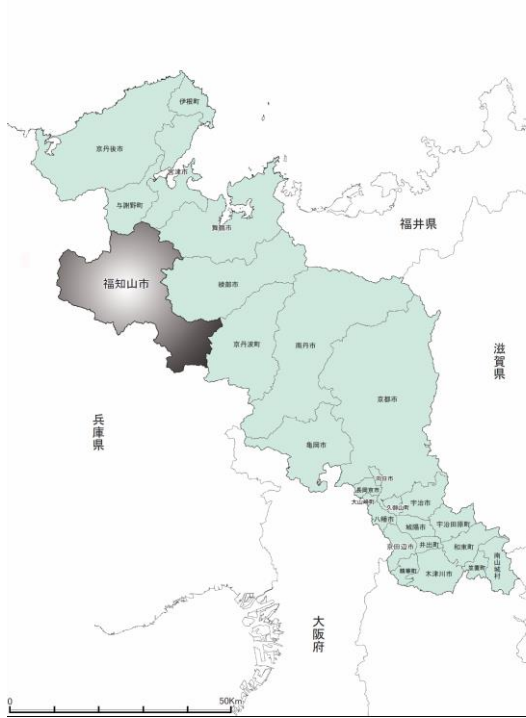 伊根町
京丹後市
宮津市
与謝野町
舞鶴市
福井県
福知山市
綾部市
京丹波町
南丹市
滋賀県
京都市
兵庫県
亀岡市
向日市
長岡京市
大山崎町
久御山町
宇治市
八幡市
城陽市
宇治田原町
京田辺市
井出町
和束町
南山城村
精華町
木津川市
笠置町
大阪府
0
50Km